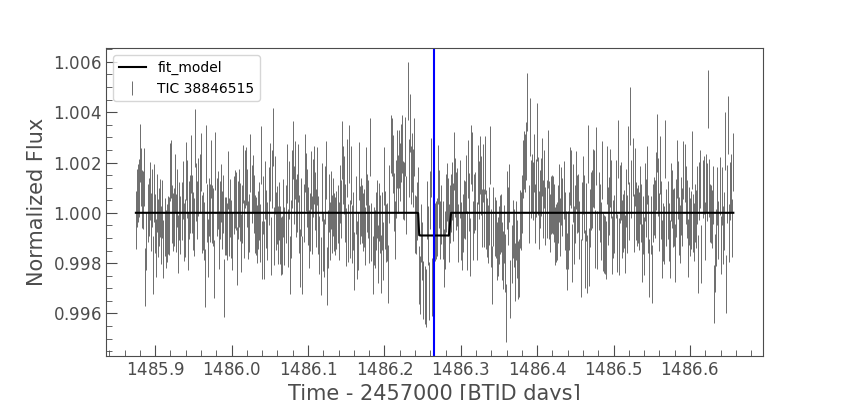 fit_model
TIC 38846515
1.006
1.004
1.002
1.000
0.998
0.996
Normalized Flux
1485.9 1486.0 1486.1 1486.2 1486.3 1486.4 1486.5 1486.6
Time - 2457000 [BTJD days]